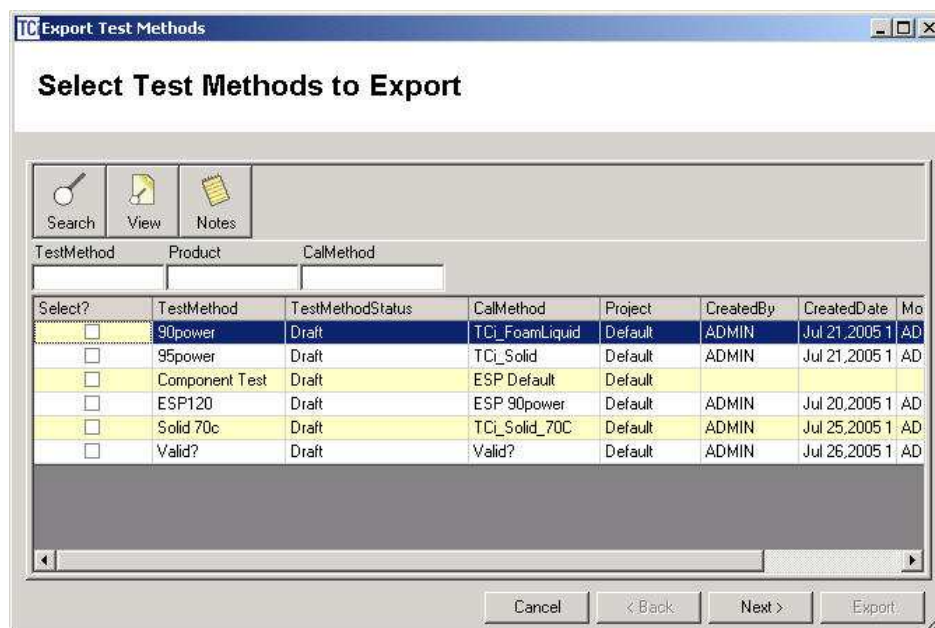 TCi Export Test Methods
Select Test Methods to Export
Search View Notes
TestMethod Product CalMethod
Select? TestMethod TestMethodStatus CalMethod Project CreatedBy CreatedDate Mo
90power Draft TCi_FoamLiquid Default ADMIN Jul 21,2005 1 AD
95power Draft TCi_Solid Default ADMIN Jul 21,2005 1 AD
Component Test Draft ESP Default Default
ESP120 Draft ESP 90power Default ADMIN Jul 20,2005 1 AD
Solid 70c Draft TCi_Solid_70C Default ADMIN Jul 25,2005 1 AD
Valid? Draft Valid? Default ADMIN Jul 26,2005 1 AD
Cancel < Back Next > Export